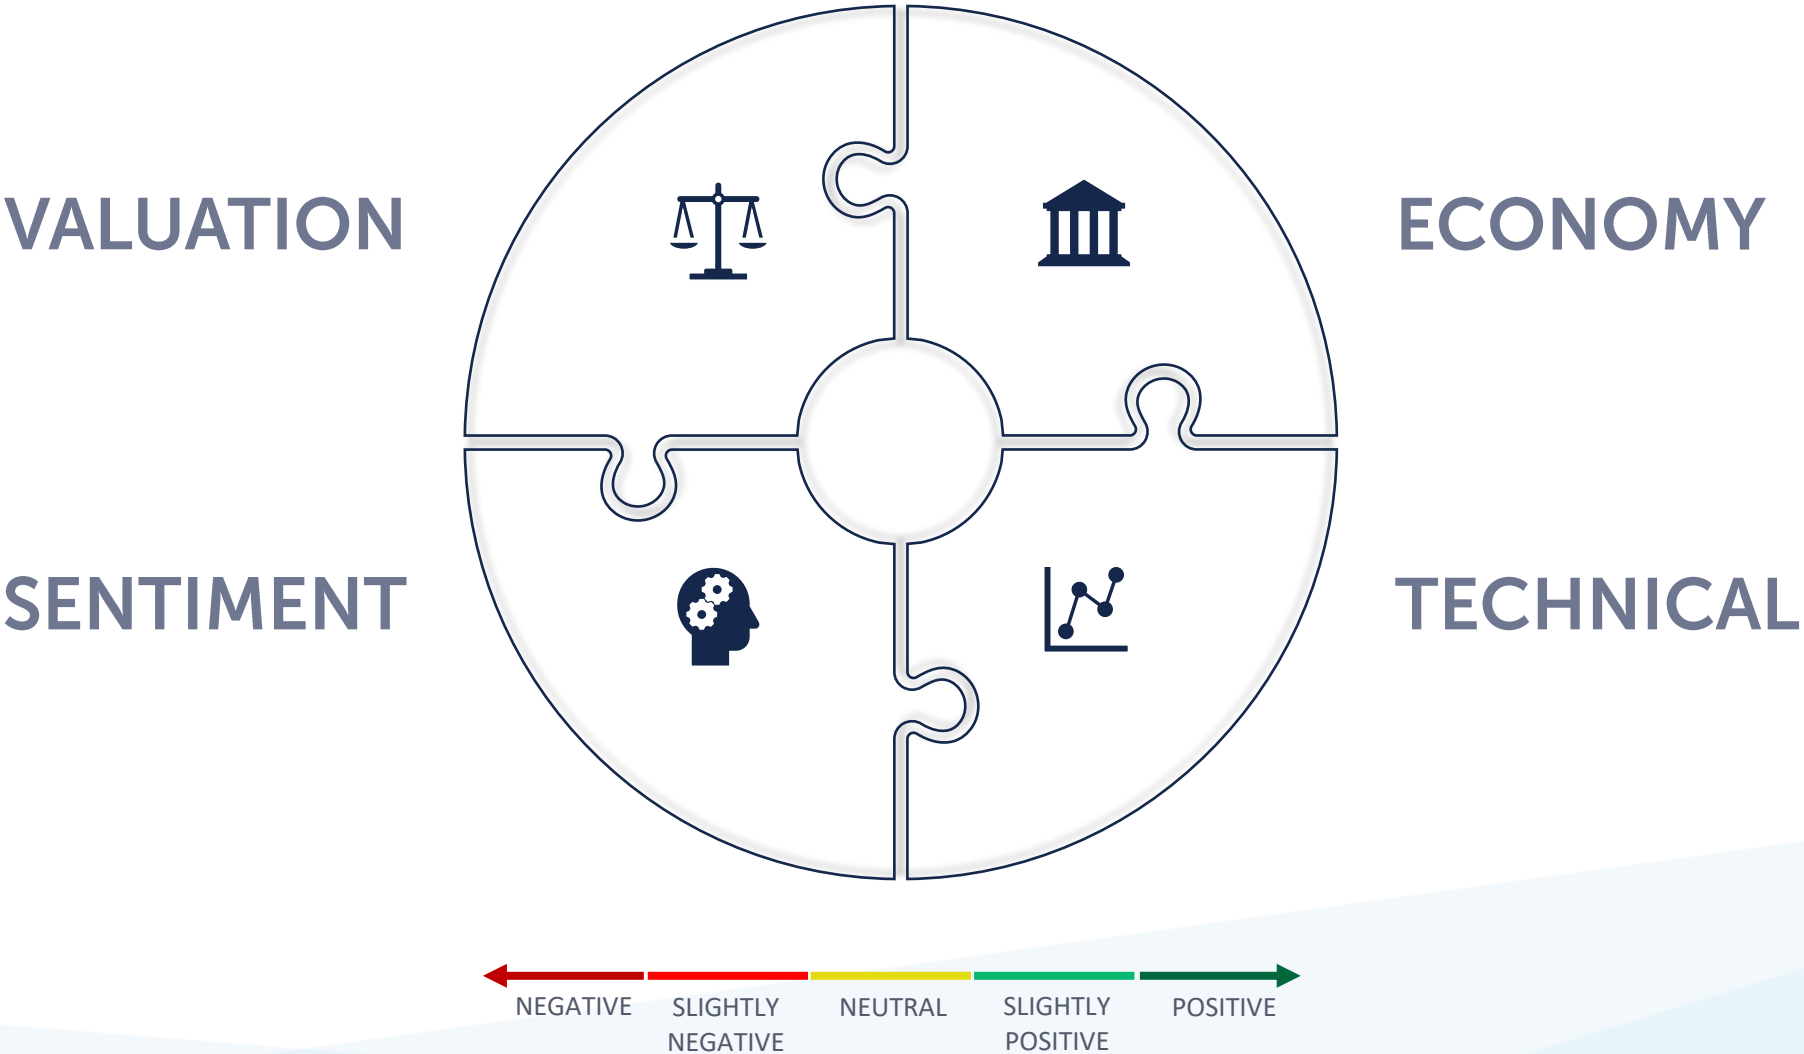 VALUATION
ECONOMY
SENTIMENT
TECHNICAL
NEGATIVE
SLIGHTLY
NEGATIVE
NEUTRAL
SLIGHTLY
POSITIVE
POSITIVE